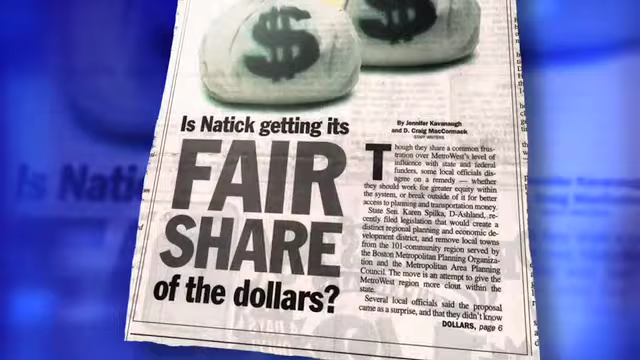 $
$
Is Natick getting its
FAIR
SHARE
of the dollars?
By Jennifer Kavanaugh
and D. Craig MacCormack
STAFF WRITERS
Though they share a common frus-
tration over MetroWest's level of
influence with state and federal
funders, some local officials dis-
agree on a remedy — whether
they should work for greater equity within
the system, or break outside of it for better
access to planning and transportation money.
State Sen. Karen Spilka, D-Ashland, re-
cently filed legislation that would create a
distinct regional planning and economic de-
velopment district, and remove local towns
from the 101-community region served by
the Boston Metropolitan Planning Organiza-
tion and the Metropolitan Area Planning
Council. The move is an attempt to give the
MetroWest region more clout within the
state.
Several local officials said the proposal
came as a surprise, and that they didn't know
DOLLARS, page 6